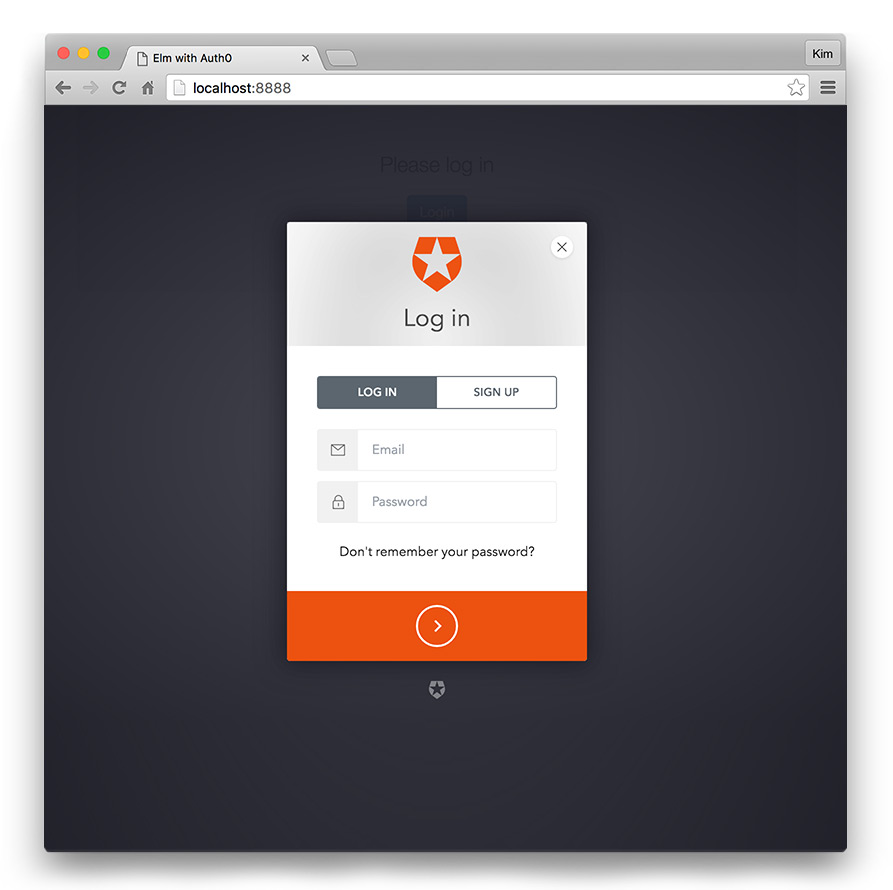 Elm with Auth0
Kim
localhost:8888
Please log in
Login
Log in
LOG IN
SIGN UP
Email
Password
Don't remember your password?